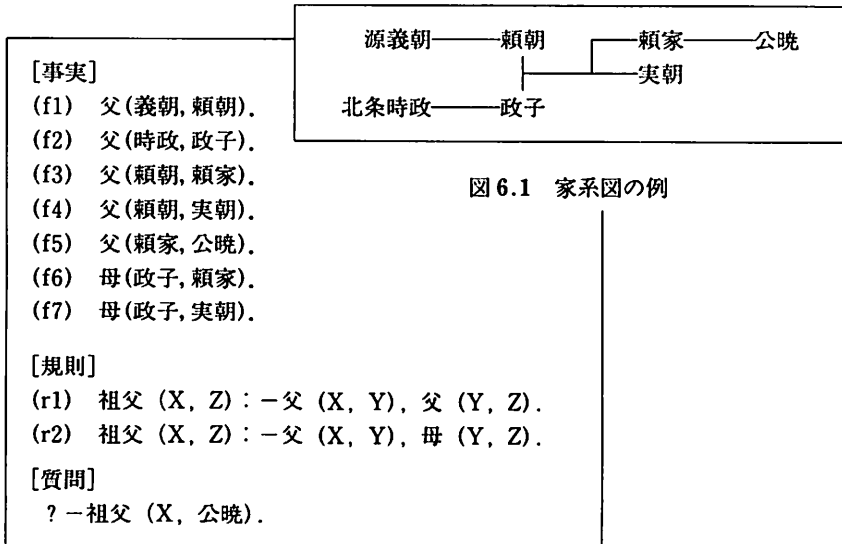 源義朝 頼朝 頼家 公暁
実朝
北条時政 政子
図6.1 家系図の例
[事実]
(f1) 父(義朝, 頼朝).
(f2) 父(時政, 政子).
(f3) 父(頼朝, 頼家).
(f4) 父(頼朝, 実朝).
(f5) 父(頼家, 公暁).
(f6) 母(政子, 頼家).
(f7) 母(政子, 実朝).
[規則]
(r1) 祖父 (X, Z) :－父 (X, Y), 父 (Y, Z).
(r2) 祖父 (X, Z) :－父 (X, Y), 母 (Y, Z).
[質問]
?－祖父 (X, 公暁).